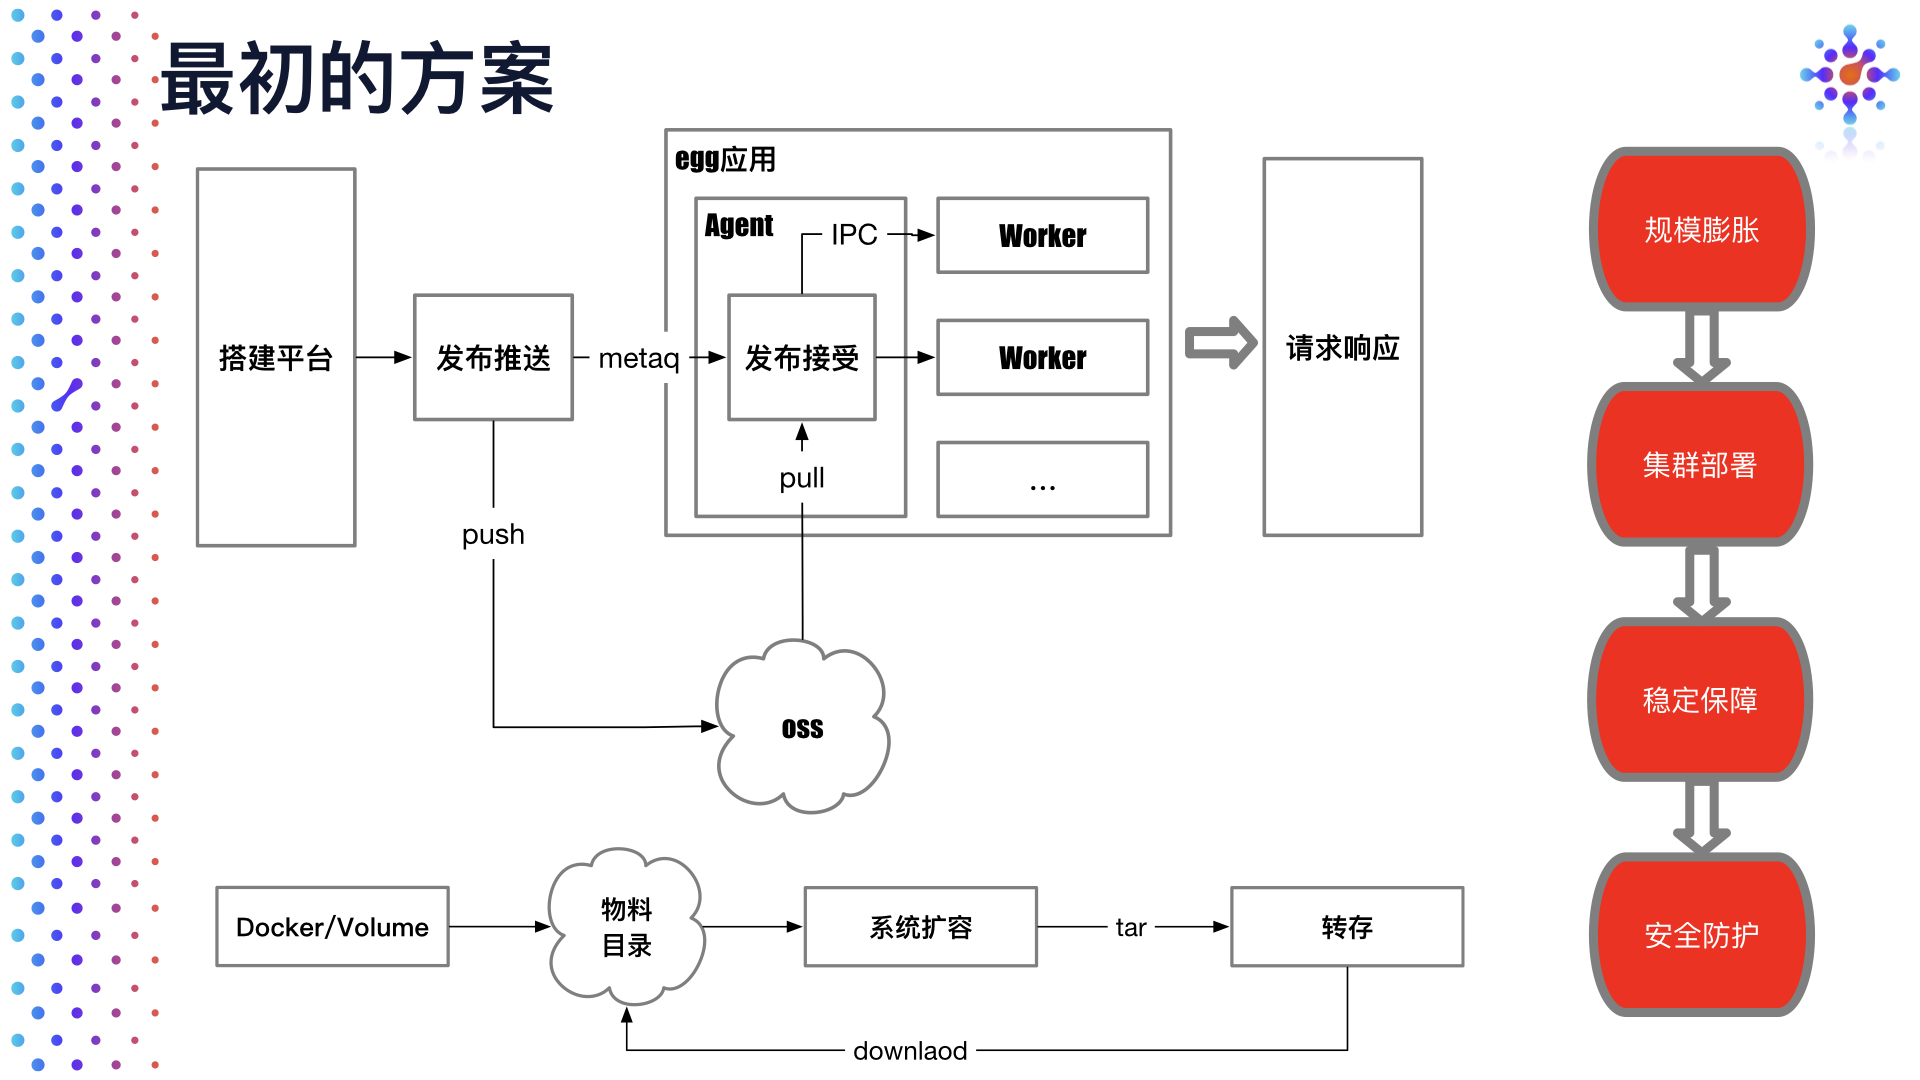 最初的方案
egg应用
Agent
IPC
Worker
搭建平台
发布推送
metaq
发布接受
Worker
请求响应
pull
...
push
oss
Docker/Volume
物料
目录
系统扩容
tar
转存
downlaod
规模膨胀
集群部署
稳定保障
安全防护